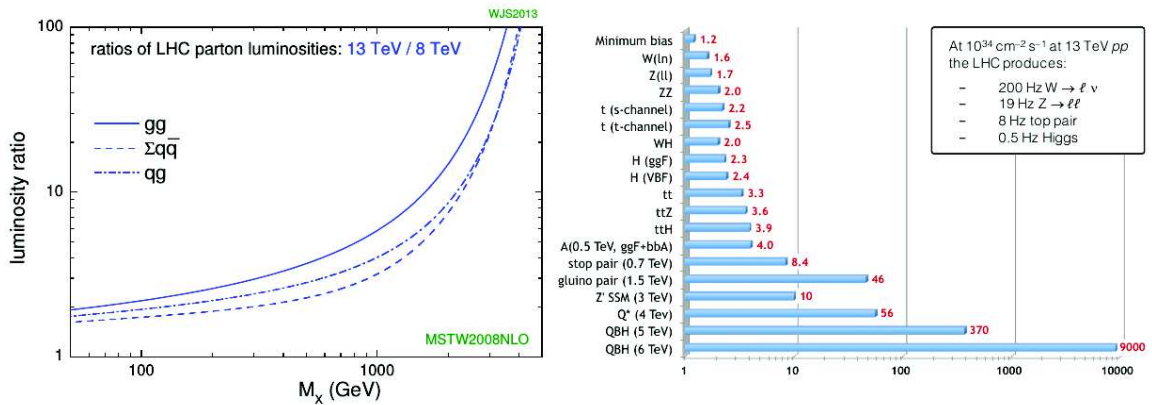 WJS2013
ratios of LHC parton luminosities: 13 TeV / 8 TeV
gg
Σqq̅
qg
MSTW2008NLO
luminosity ratio
100
10
1
100
1000
M_X (GeV)
Minimum bias 1.2
W(ln) 1.6
Z(ll) 1.7
ZZ 2.0
t (s-channel) 2.2
t (t-channel) 2.5
WH 2.0
H (ggF) 2.3
H (VBF) 2.4
tt 3.3
ttZ 3.6
ttH 3.9
A(0.5 TeV, ggF+bbA) 4.0
stop pair (0.7 TeV) 8.4
gluino pair (1.5 TeV) 46
Z' SSM (3 TeV) 10
Q* (4 Tev) 56
QBH (5 TeV) 370
QBH (6 TeV) 9000
1 10 100 1000 10000
At 10³⁴ cm⁻² s⁻¹ at 13 TeV pp
the LHC produces:
– 200 Hz W → ℓ ν
– 19 Hz Z → ℓℓ
– 8 Hz top pair
– 0.5 Hz Higgs